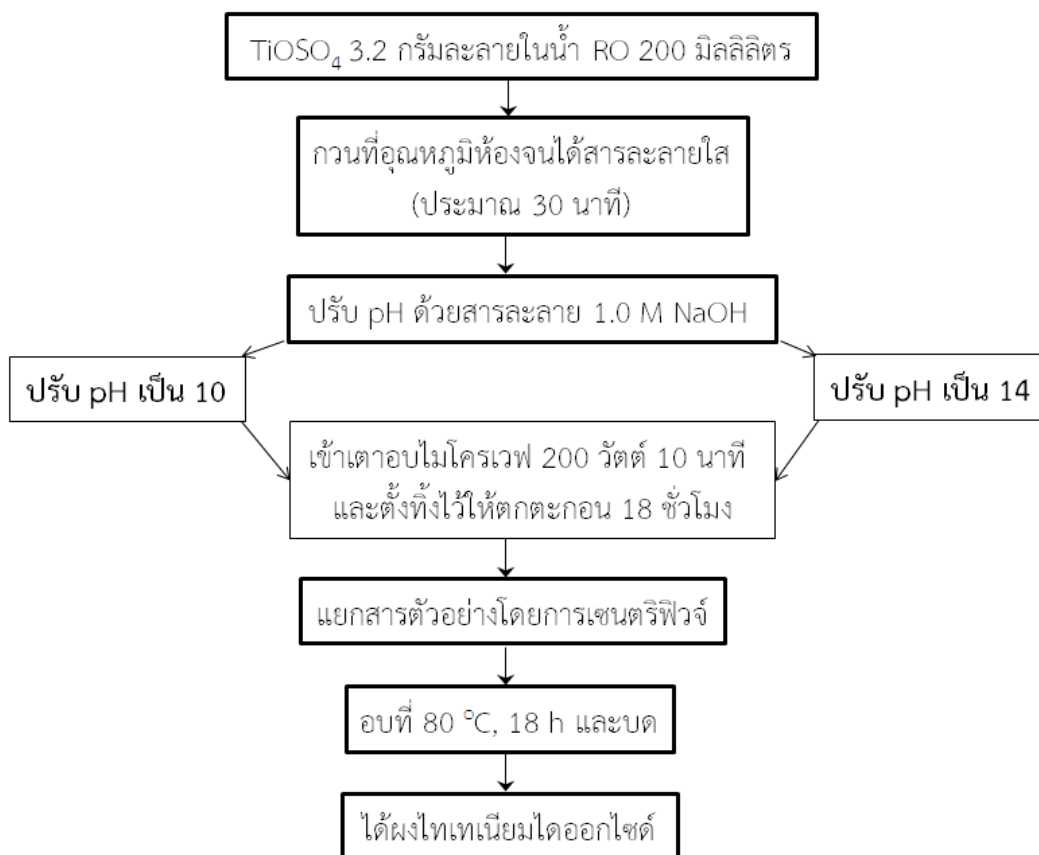 TiOSO₄ 3.2 กรัมละลายในน้ำ RO 200 มิลลิลิตร
กวนที่อุณหภูมิห้องจนได้สารละลายใส
(ประมาณ 30 นาที)
ปรับ pH ด้วยสารละลาย 1.0 M NaOH
ปรับ pH เป็น 10
ปรับ pH เป็น 14
เข้าเตาอบไมโครเวฟ 200 วัตต์ 10 นาที
และตั้งทิ้งไว้ให้ตกตะกอน 18 ชั่วโมง
แยกสารตัวอย่างโดยการเซนตริฟิวจ์
อบที่ 80 °C, 18 h และบด
ได้ผงไทเทเนียมไดออกไซด์